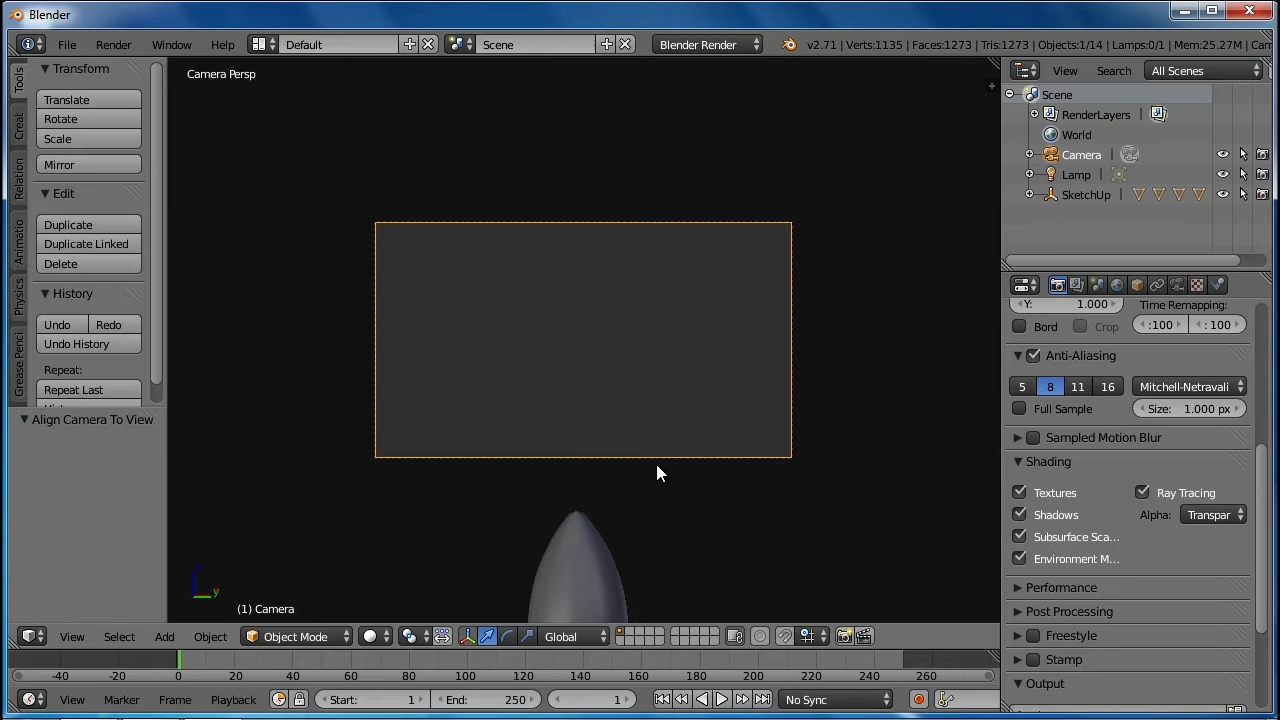 Blender
File Render Window Help Default Scene Blender Render v2.71 | Verts:1135 | Faces:1273 | Tris:1273 | Objects:1/14 | Lamps:0/1 | Mem:25.27M | Cam
Tools
Creat
Relation
Animatio
Physics
Grease Penci
Transform
Translate
Rotate
Scale
Mirror
Edit
Duplicate
Duplicate Linked
Delete
History
Undo Redo
Undo History
Repeat:
Repeat Last
Align Camera To View
Camera Persp
y
(1) Camera
View Search All Scenes
Scene
RenderLayers
World
Camera
Lamp
SketchUp
Y: 1.000 Time Remapping:
Bord Crop :100 : 100
Anti-Aliasing
5 8 11 16 Mitchell-Netravali
Full Sample Size: 1.000 px
Sampled Motion Blur
Shading
Textures Ray Tracing
Shadows Alpha: Transpar
Subsurface Sca...
Environment M...
Performance
Post Processing
Freestyle
Stamp
Output
View Select Add Object Object Mode Global
-40 -20 0 20 40 60 80 100 120 140 160 180 200 220 240 260
View Marker Frame Playback Start: 1 End: 250 1 No Sync